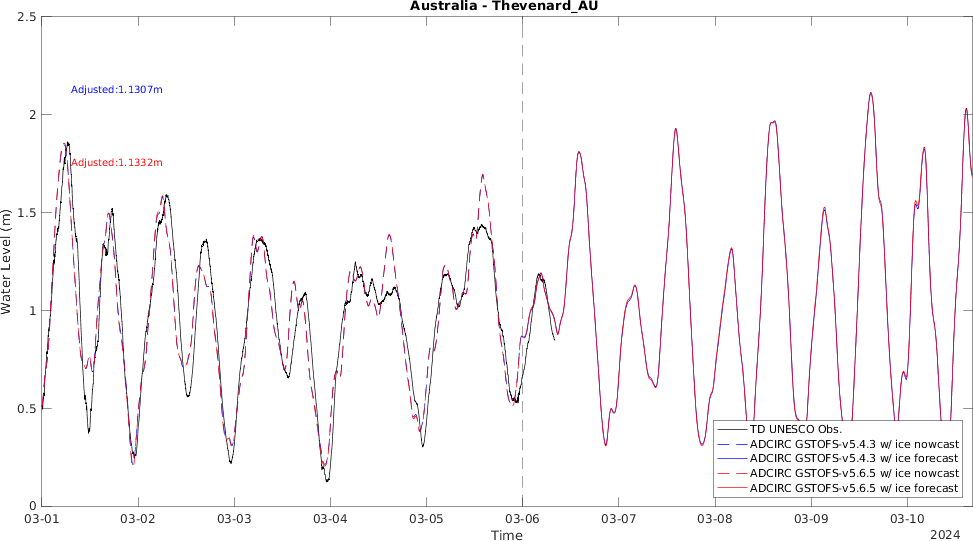 Australia - Thevenard_AU
2.5
2
1.5
1
0.5
0
Water Level (m)
Adjusted:1.1307m
Adjusted:1.1332m
TD UNESCO Obs.
ADCIRC GSTOFS-v5.4.3 w/ ice nowcast
ADCIRC GSTOFS-v5.4.3 w/ ice forecast
ADCIRC GSTOFS-v5.6.5 w/ ice nowcast
ADCIRC GSTOFS-v5.6.5 w/ ice forecast
03-01 03-02 03-03 03-04 03-05 03-06 03-07 03-08 03-09 03-10
Time
2024